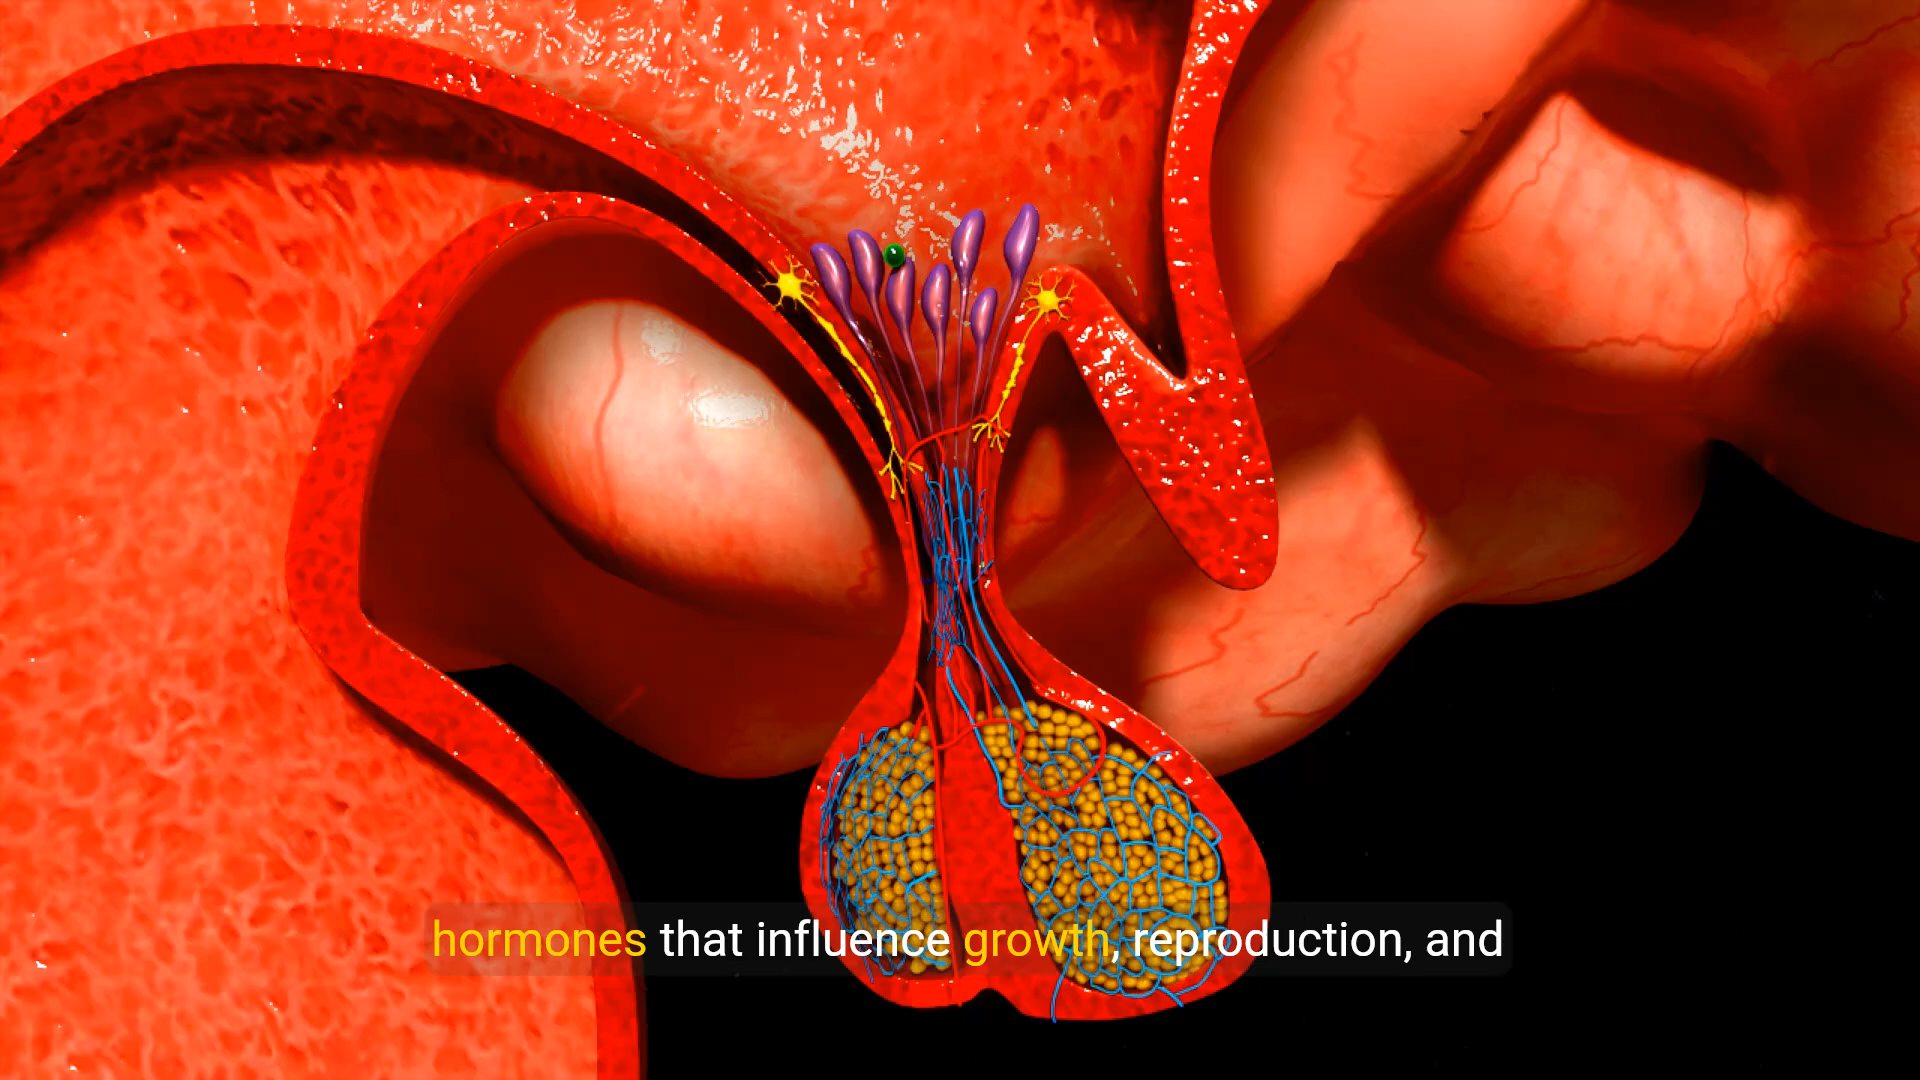 hormones that influence growth, reproduction, and